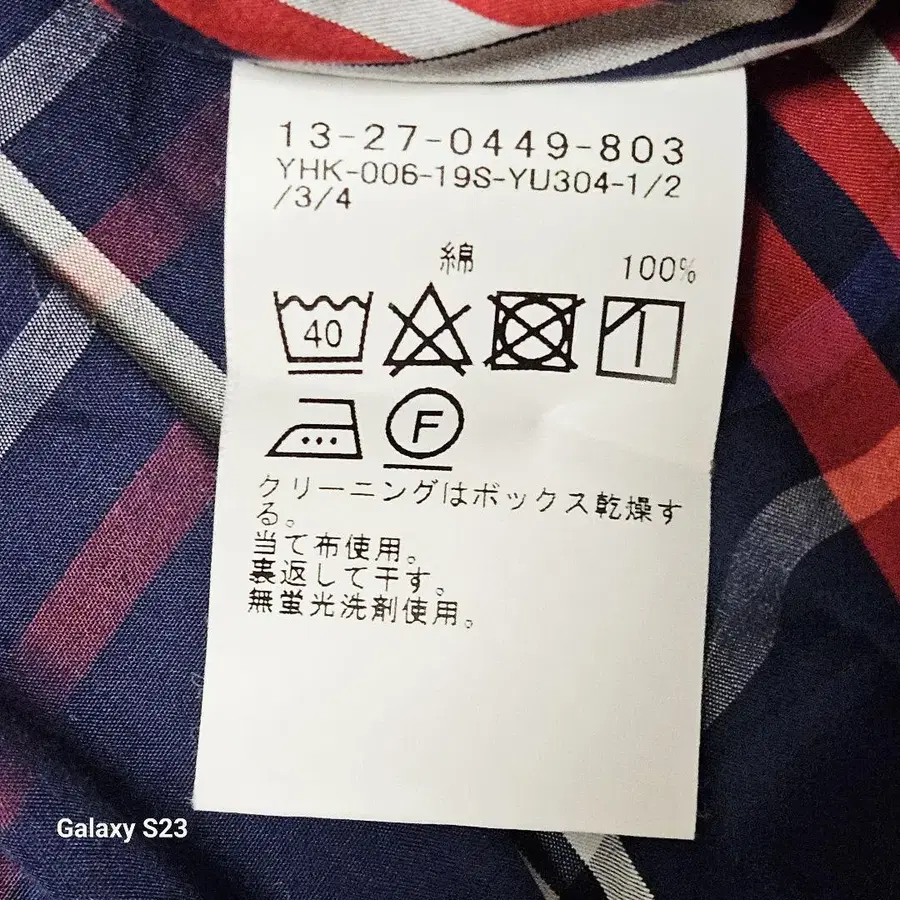 13-27-0449-803
YHK-006-19S-YU304-1/2
/3/4
綿 100%
40
F
クリーニングはボックス乾燥す
る。
当て布使用。
裏返して干す。
無蛍光洗剤使用。
Galaxy S23